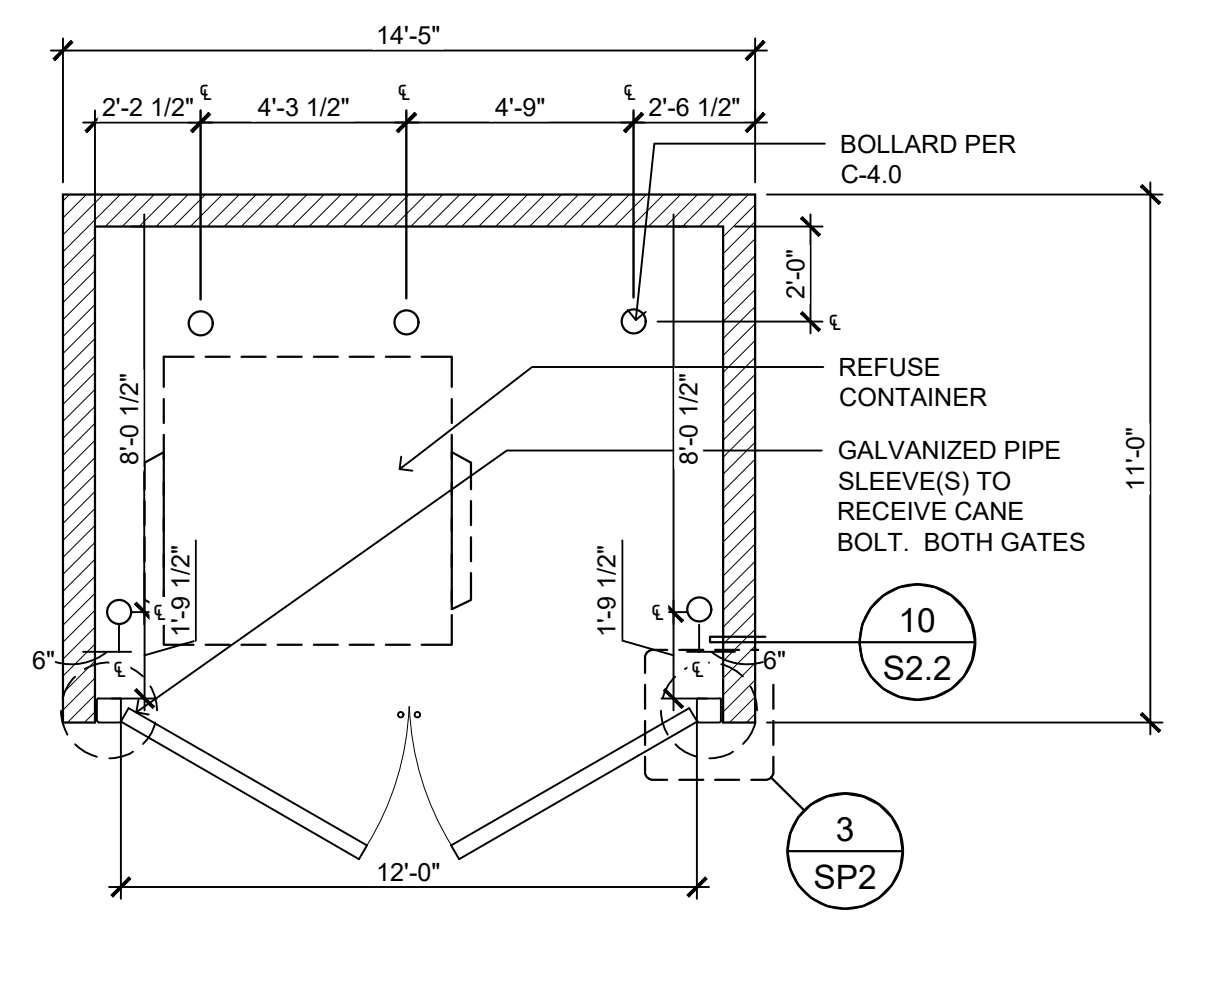 14'-5"
℄ ℄ ℄
2'-2 1/2" 4'-3 1/2" 4'-9" 2'-6 1/2"
BOLLARD PER
C-4.0
2'-0"
℄
REFUSE
CONTAINER
8'-0 1/2"
8'-0 1/2"
11'-0"
GALVANIZED PIPE
SLEEVE(S) TO
RECEIVE CANE
BOLT. BOTH GATES
1'-9 1/2"
1'-9 1/2"
℄ ℄
10
S2.2
6" ℄ ℄ 6"
3
SP2
12'-0"